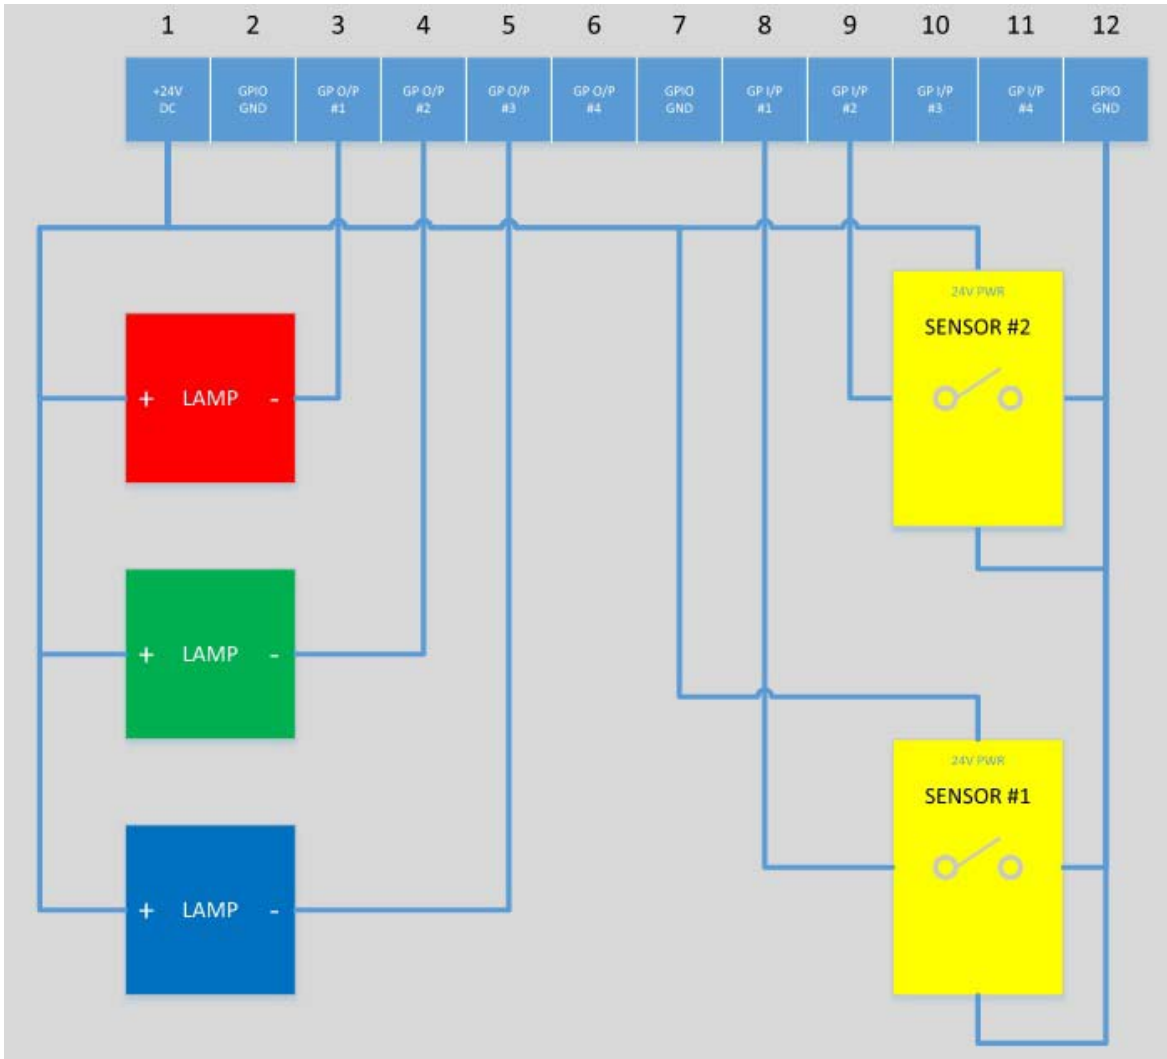 1 2 3 4 5 6 7 8 9 10 11 12
+24V DC
GPIO GND
GP O/P #1
GP O/P #2
GP O/P #3
GP O/P #4
GPIO GND
GP I/P #1
GP I/P #2
GP I/P #3
GP I/P #4
GPIO GND
24V PWR
SENSOR #2
+ LAMP -
+ LAMP -
24V PWR
SENSOR #1
+ LAMP -